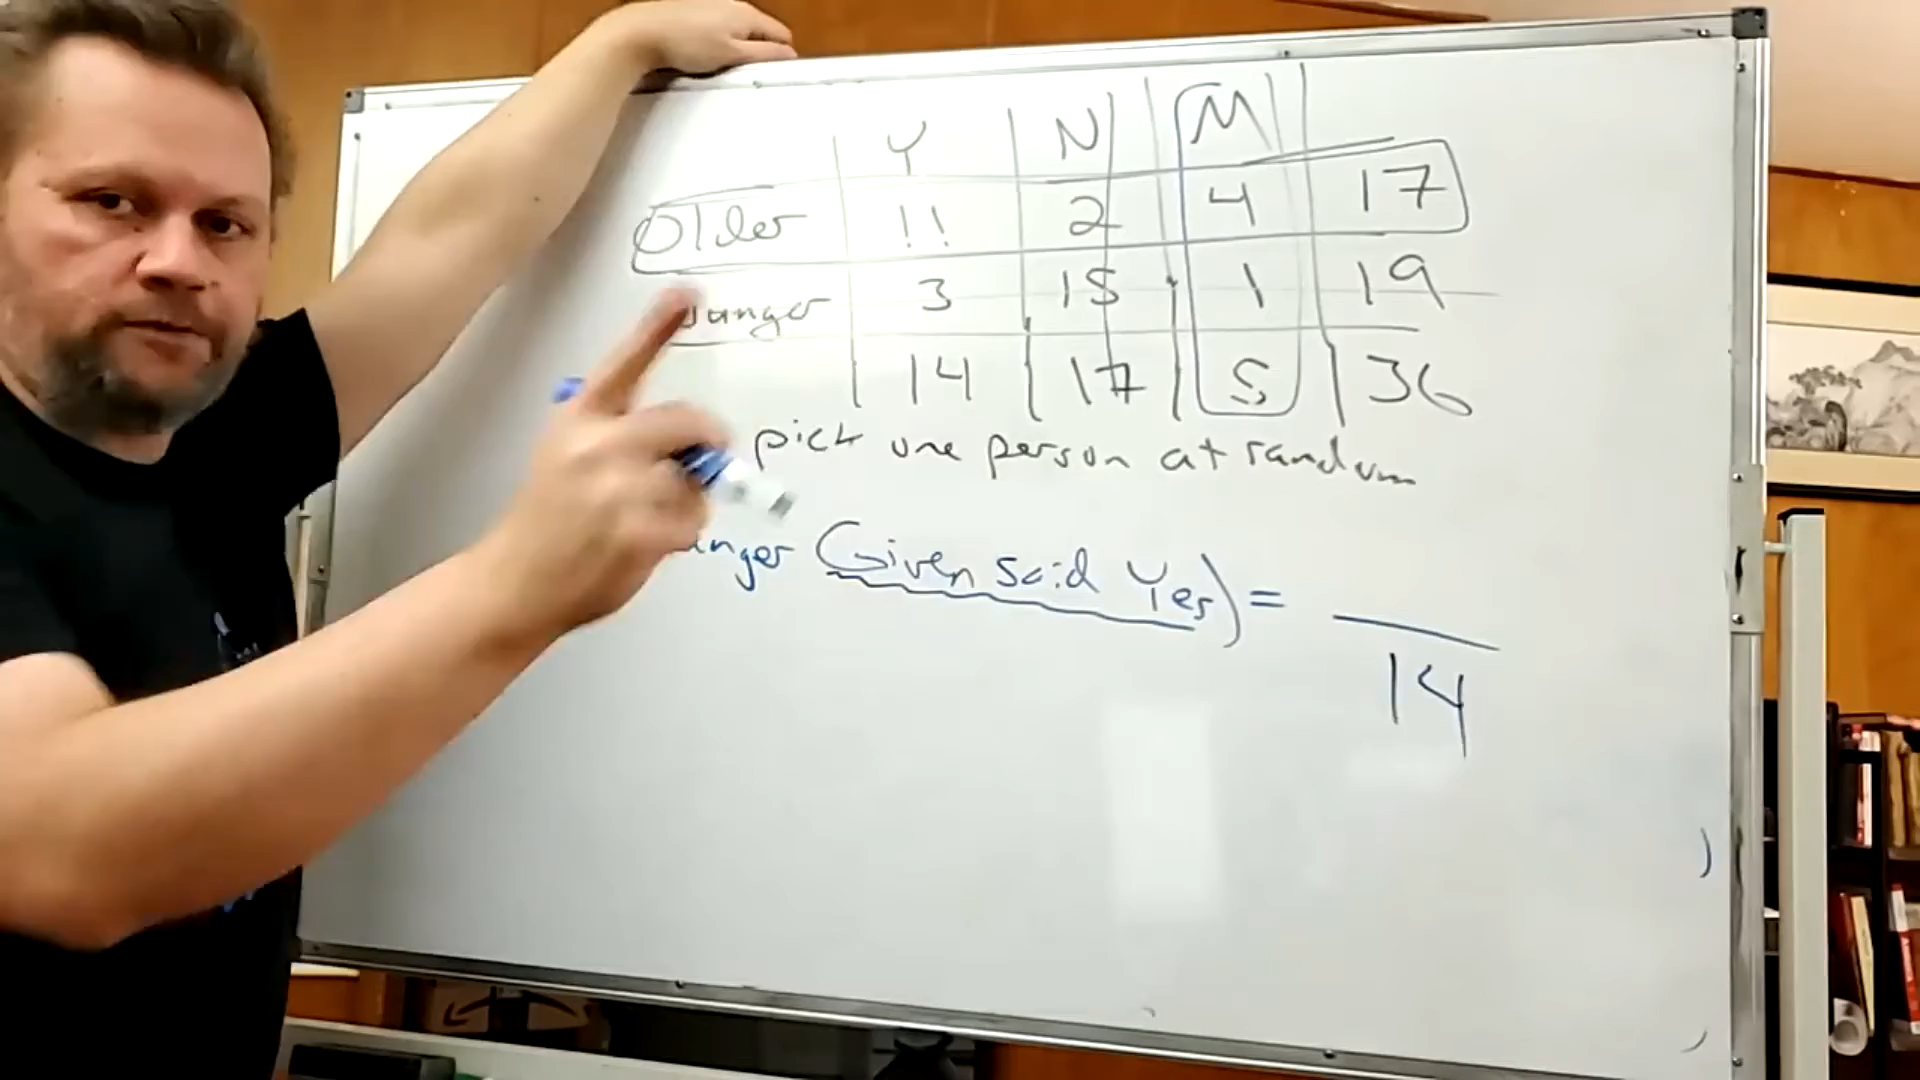 Y N M
Older 11 2 4 17
3 15 1 19
14 17 5 36
pick one person at random
(Given said Yes) =
14